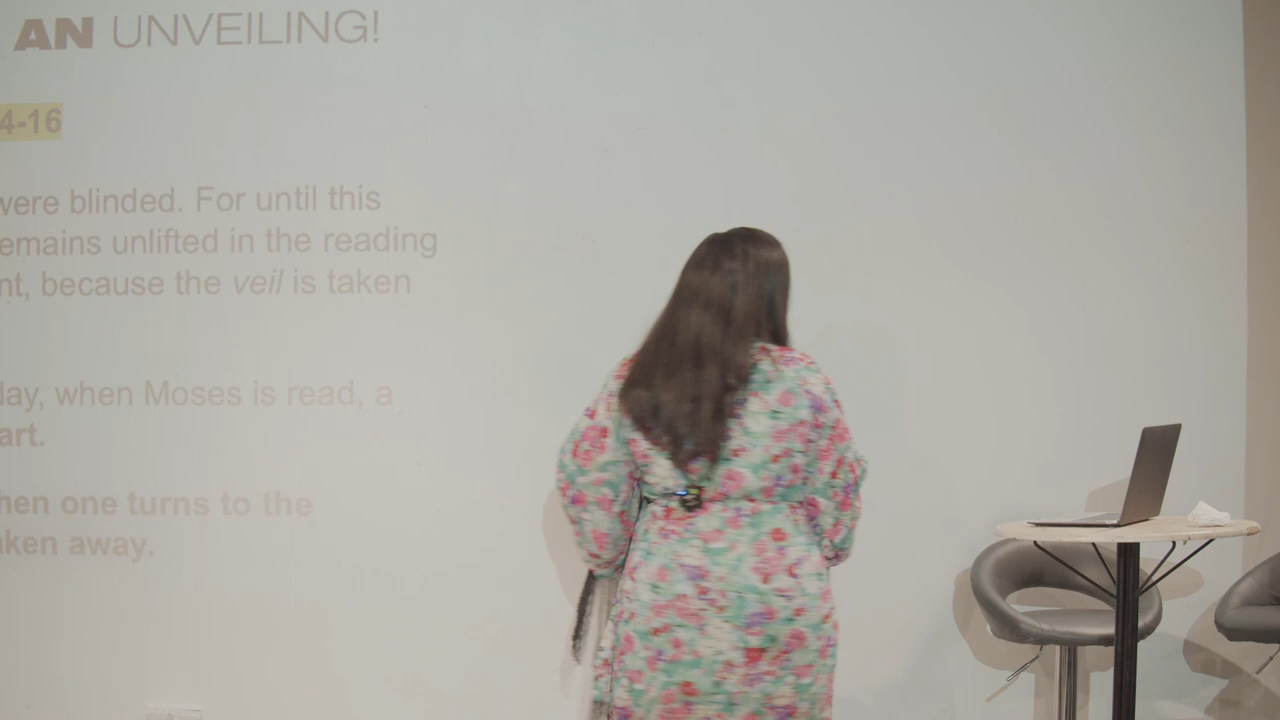 AN UNVEILING!
4-16
were blinded. For until this
emains unlifted in the reading
nt, because the veil is taken
lay, when Moses is read, a
art.
hen one turns to the
ken away.